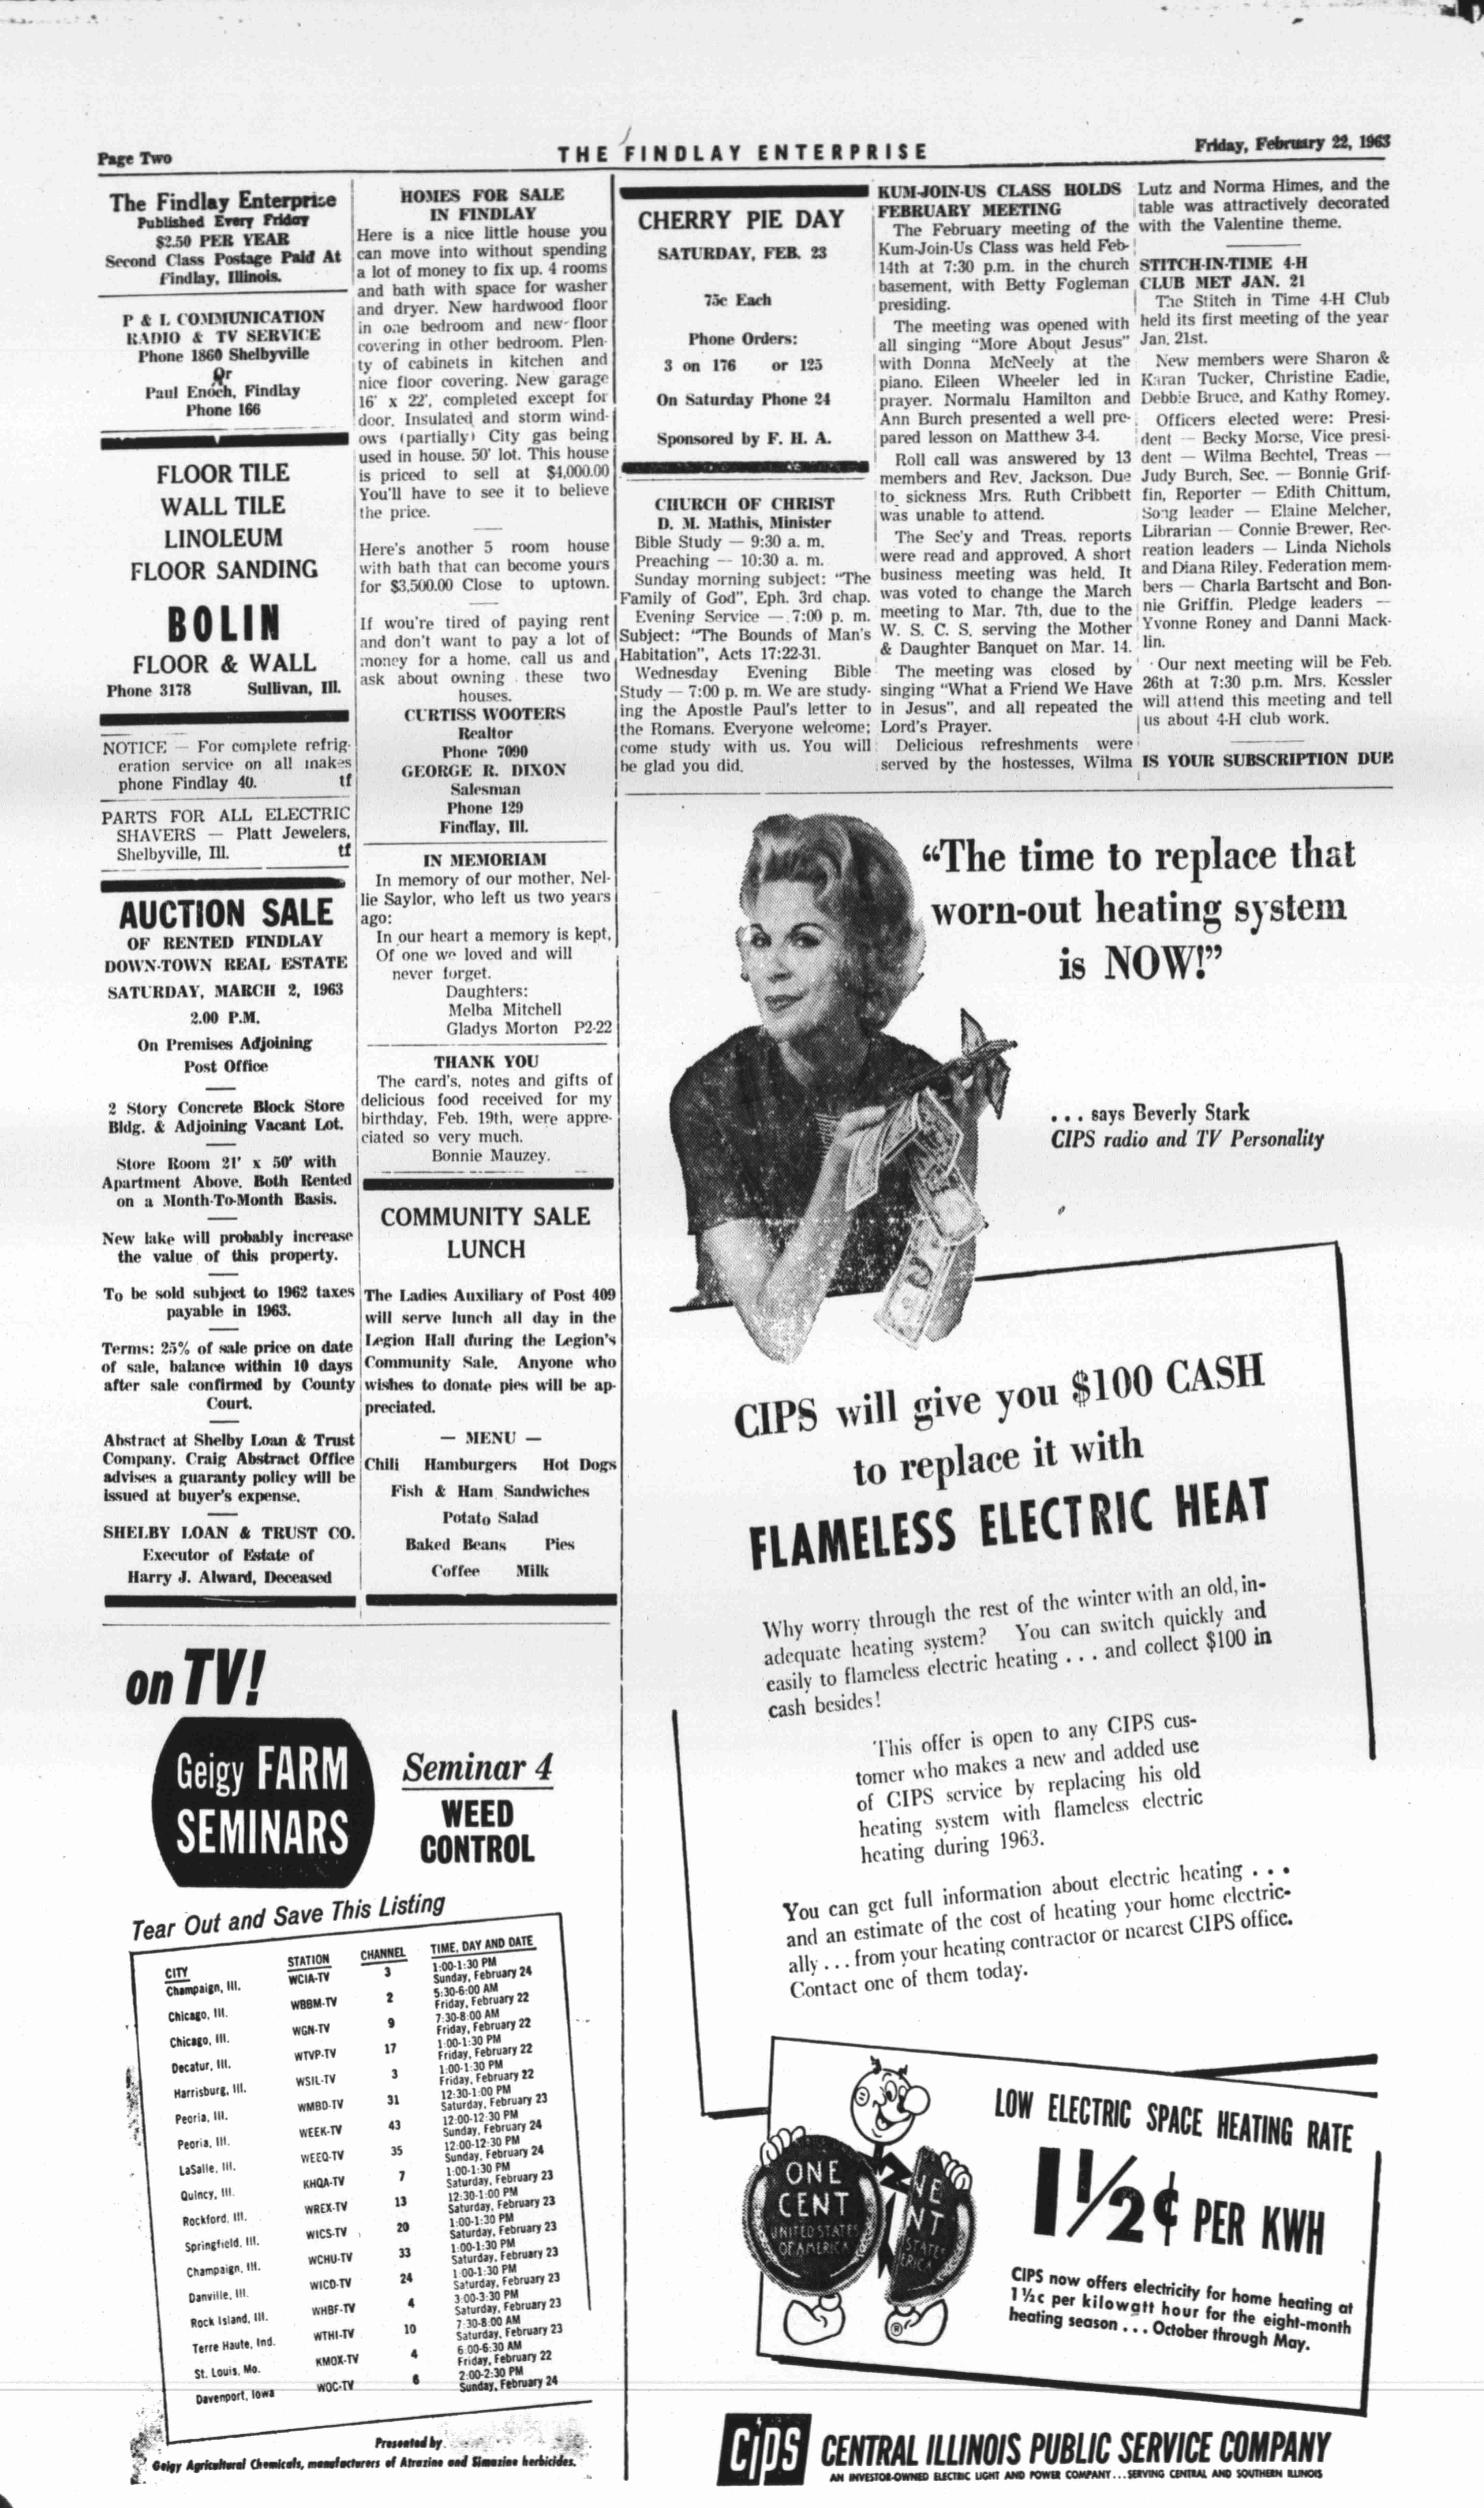 Page Two
THE FINDLAY ENTERPRISE
Friday, February 22, 1963
The Findlay Enterprise
Published Every Friday
$2.50 PER YEAR
Second Class Postage Paid At
Findlay, Illinois.
P & L COMMUNICATION
RADIO & TV SERVICE
Phone 1860 Shelbyville
Or
Paul Enoch, Findlay
Phone 166
FLOOR TILE
WALL TILE
LINOLEUM
FLOOR SANDING
BOLIN
FLOOR & WALL
Phone 3178 Sullivan, Ill.
NOTICE — For complete refrig-
eration service on all makes
phone Findlay 40. tf
PARTS FOR ALL ELECTRIC
SHAVERS — Platt Jewelers,
Shelbyville, Ill. tf
AUCTION SALE
OF RENTED FINDLAY
DOWN-TOWN REAL ESTATE
SATURDAY, MARCH 2, 1963
2.00 P.M.
On Premises Adjoining
Post Office
2 Story Concrete Block Store
Bldg. & Adjoining Vacant Lot.
Store Room 21' x 50' with
Apartment Above. Both Rented
on a Month-To-Month Basis.
New lake will probably increase
the value of this property.
To be sold subject to 1962 taxes
payable in 1963.
Terms: 25% of sale price on date
of sale, balance within 10 days
after sale confirmed by County
Court.
Abstract at Shelby Loan & Trust
Company. Craig Abstract Office
advises a guaranty policy will be
issued at buyer's expense.
SHELBY LOAN & TRUST CO.
Executor of Estate of
Harry J. Alward, Deceased
HOMES FOR SALE
IN FINDLAY
Here is a nice little house you
can move into without spending
a lot of money to fix up. 4 rooms
and bath with space for washer
and dryer. New hardwood floor
in one bedroom and new floor
covering in other bedroom. Plen-
ty of cabinets in kitchen and
nice floor covering. New garage
16' x 22', completed except for
door. Insulated and storm wind-
ows (partially) City gas being
used in house. 50' lot. This house
is priced to sell at $4,000.00
You'll have to see it to believe
the price.
Here's another 5 room house
with bath that can become yours
for $3,500.00 Close to uptown.
If wou're tired of paying rent
and don't want to pay a lot of
money for a home. call us and
ask about owning these two
houses.
CURTISS WOOTERS
Realtor
Phone 7090
GEORGE R. DIXON
Salesman
Phone 129
Findlay, Ill.
IN MEMORIAM
In memory of our mother, Nel-
lie Saylor, who left us two years
ago:
In our heart a memory is kept,
Of one we loved and will
never forget.
Daughters:
Melba Mitchell
Gladys Morton P2-22
THANK YOU
The card's, notes and gifts of
delicious food received for my
birthday, Feb. 19th, were appre-
ciated so very much.
Bonnie Mauzey.
COMMUNITY SALE
LUNCH
The Ladies Auxiliary of Post 409
will serve lunch all day in the
Legion Hall during the Legion's
Community Sale. Anyone who
wishes to donate pies will be ap-
preciated.
— MENU —
Chili Hamburgers Hot Dogs
Fish & Ham Sandwiches
Potato Salad
Baked Beans Pies
Coffee Milk
CHERRY PIE DAY
SATURDAY, FEB. 23
75c Each
Phone Orders:
3 on 176 or 125
On Saturday Phone 24
Sponsored by F. H. A.
CHURCH OF CHRIST
D. M. Mathis, Minister
Bible Study — 9:30 a. m.
Preaching — 10:30 a. m.
Sunday morning subject: "The
Family of God", Eph. 3rd chap.
Evening Service — 7:00 p. m.
Subject: "The Bounds of Man's
Habitation", Acts 17:22-31.
Wednesday Evening Bible
Study — 7:00 p. m. We are study-
ing the Apostle Paul's letter to
the Romans. Everyone welcome;
come study with us. You will
be glad you did.
KUM-JOIN-US CLASS HOLDS
FEBRUARY MEETING
The February meeting of the
Kum-Join-Us Class was held Feb-
14th at 7:30 p.m. in the church
basement, with Betty Fogleman
presiding.
The meeting was opened with
all singing "More About Jesus"
with Donna McNeely at the
piano. Eileen Wheeler led in
prayer. Normalu Hamilton and
Ann Burch presented a well pre-
pared lesson on Matthew 3-4.
Roll call was answered by 13
members and Rev. Jackson. Due
to sickness Mrs. Ruth Cribbett
was unable to attend.
The Sec'y and Treas. reports
were read and approved. A short
business meeting was held. It
was voted to change the March
meeting to Mar. 7th, due to the
W. S. C. S. serving the Mother
& Daughter Banquet on Mar. 14.
The meeting was closed by
singing "What a Friend We Have
in Jesus", and all repeated the
Lord's Prayer.
Delicious refreshments were
served by the hostesses, Wilma
Lutz and Norma Himes, and the
table was attractively decorated
with the Valentine theme.
STITCH-IN-TIME 4-H
CLUB MET JAN. 21
The Stitch in Time 4-H Club
held its first meeting of the year
Jan. 21st.
New members were Sharon &
Karan Tucker, Christine Eadie,
Debbie Bruce, and Kathy Romey.
Officers elected were: Presi-
dent — Becky Morse, Vice presi-
dent — Wilma Bechtel, Treas —
Judy Burch, Sec. — Bonnie Grif-
fin, Reporter — Edith Chittum,
Song leader — Elaine Melcher,
Librarian — Connie Brewer, Rec-
reation leaders — Linda Nichols
and Diana Riley. Federation mem-
bers — Charla Bartscht and Bon-
nie Griffin. Pledge leaders —
Yvonne Roney and Danni Mack-
lin.
Our next meeting will be Feb.
26th at 7:30 p.m. Mrs. Kessler
will attend this meeting and tell
us about 4-H club work.
IS YOUR SUBSCRIPTION DUE
"The time to replace that
worn-out heating system
is NOW!"
... says Beverly Stark
CIPS radio and TV Personality
CIPS will give you $100 CASH
to replace it with
FLAMELESS ELECTRIC HEAT
Why worry through the rest of the winter with an old, in-
adequate heating system? You can switch quickly and
easily to flameless electric heating . . . and collect $100 in
cash besides!
This offer is open to any CIPS cus-
tomer who makes a new and added use
of CIPS service by replacing his old
heating system with flameless electric
heating during 1963.
You can get full information about electric heating . . .
and an estimate of the cost of heating your home electric-
ally . . . from your heating contractor or nearest CIPS office.
Contact one of them today.
ONE
CENT
UNITED STATES
OF AMERICA
NE
NT
STATES
ERICA
®
LOW ELECTRIC SPACE HEATING RATE
1½¢ PER KWH
CIPS now offers electricity for home heating at
1½c per kilowatt hour for the eight-month
heating season . . . October through May.
CIPS CENTRAL ILLINOIS PUBLIC SERVICE COMPANY
AN INVESTOR-OWNED ELECTRIC LIGHT AND POWER COMPANY...SERVING CENTRAL AND SOUTHERN ILLINOIS
on TV!
Geigy FARM
SEMINARS
Seminar 4
WEED
CONTROL
Tear Out and Save This Listing
CITY STATION CHANNEL TIME, DAY AND DATE
Champaign, Ill. WCIA-TV 3 1:00-1:30 PM
Sunday, February 24
Chicago, Ill. WBBM-TV 2 5:30-6:00 AM
Friday, February 22
Chicago, Ill. WGN-TV 9 7:30-8:00 AM
Friday, February 22
Decatur, Ill. WTVP-TV 17 1:00-1:30 PM
Friday, February 22
Harrisburg, Ill. WSIL-TV 3 1:00-1:30 PM
Friday, February 22
Peoria, Ill. WMBD-TV 31 12:30-1:00 PM
Saturday, February 23
Peoria, Ill. WEEK-TV 43 12:00-12:30 PM
Sunday, February 24
LaSalle, Ill. WEEQ-TV 35 12:00-12:30 PM
Sunday, February 24
Quincy, Ill. KHQA-TV 7 1:00-1:30 PM
Saturday, February 23
Rockford, Ill. WREX-TV 13 12:30-1:00 PM
Saturday, February 23
Springfield, Ill. WICS-TV 20 1:00-1:30 PM
Saturday, February 23
Champaign, Ill. WCHU-TV 33 1:00-1:30 PM
Saturday, February 23
Danville, Ill. WICD-TV 24 1:00-1:30 PM
Saturday, February 23
Rock Island, Ill. WHBF-TV 4 3:00-3:30 PM
Saturday, February 23
Terre Haute, Ind. WTHI-TV 10 7:30-8:00 AM
Saturday, February 23
St. Louis, Mo. KMOX-TV 4 6:00-6:30 AM
Friday, February 22
Davenport, Iowa WOC-TV 6 2:00-2:30 PM
Sunday, February 24
Presented by
Geigy Agricultural Chemicals, manufacturers of Atrazine and Simazine herbicides.